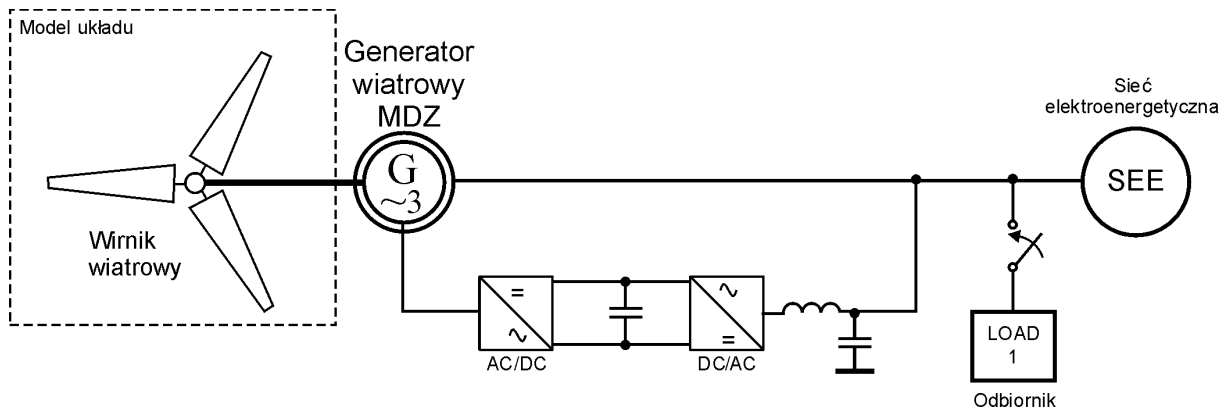 Model układu
Generator
wiatrowy
MDZ
G
~3
Wirnik
wiatrowy
Sieć
elektroenergetyczna
SEE
=
~
AC/DC
~
=
DC/AC
LOAD
1
Odbiornik